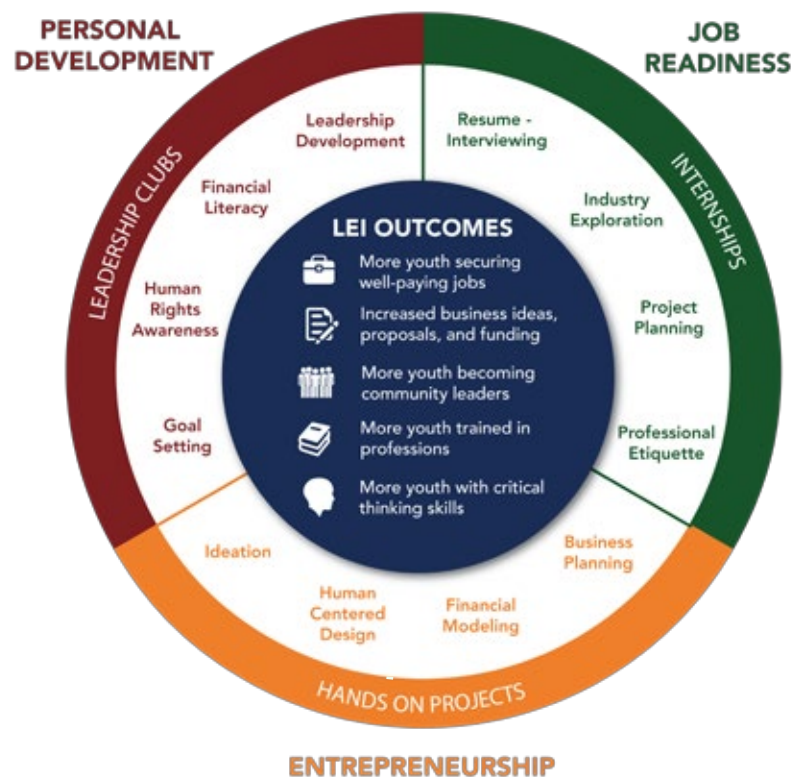 PERSONAL
DEVELOPMENT
JOB
READINESS
LEADERSHIP CLUBS
INTERNSHIPS
Leadership
Development
Financial
Literacy
Human
Rights
Awareness
Goal
Setting
Resume -
Interviewing
Industry
Exploration
Project
Planning
Professional
Etiquette
LEI OUTCOMES
More youth securing
well-paying jobs
Increased business ideas,
proposals, and funding
More youth becoming
community leaders
More youth trained in
professions
More youth with critical
thinking skills
Ideation
Human
Centered
Design
Financial
Modeling
Business
Planning
HANDS ON PROJECTS
ENTREPRENEURSHIP